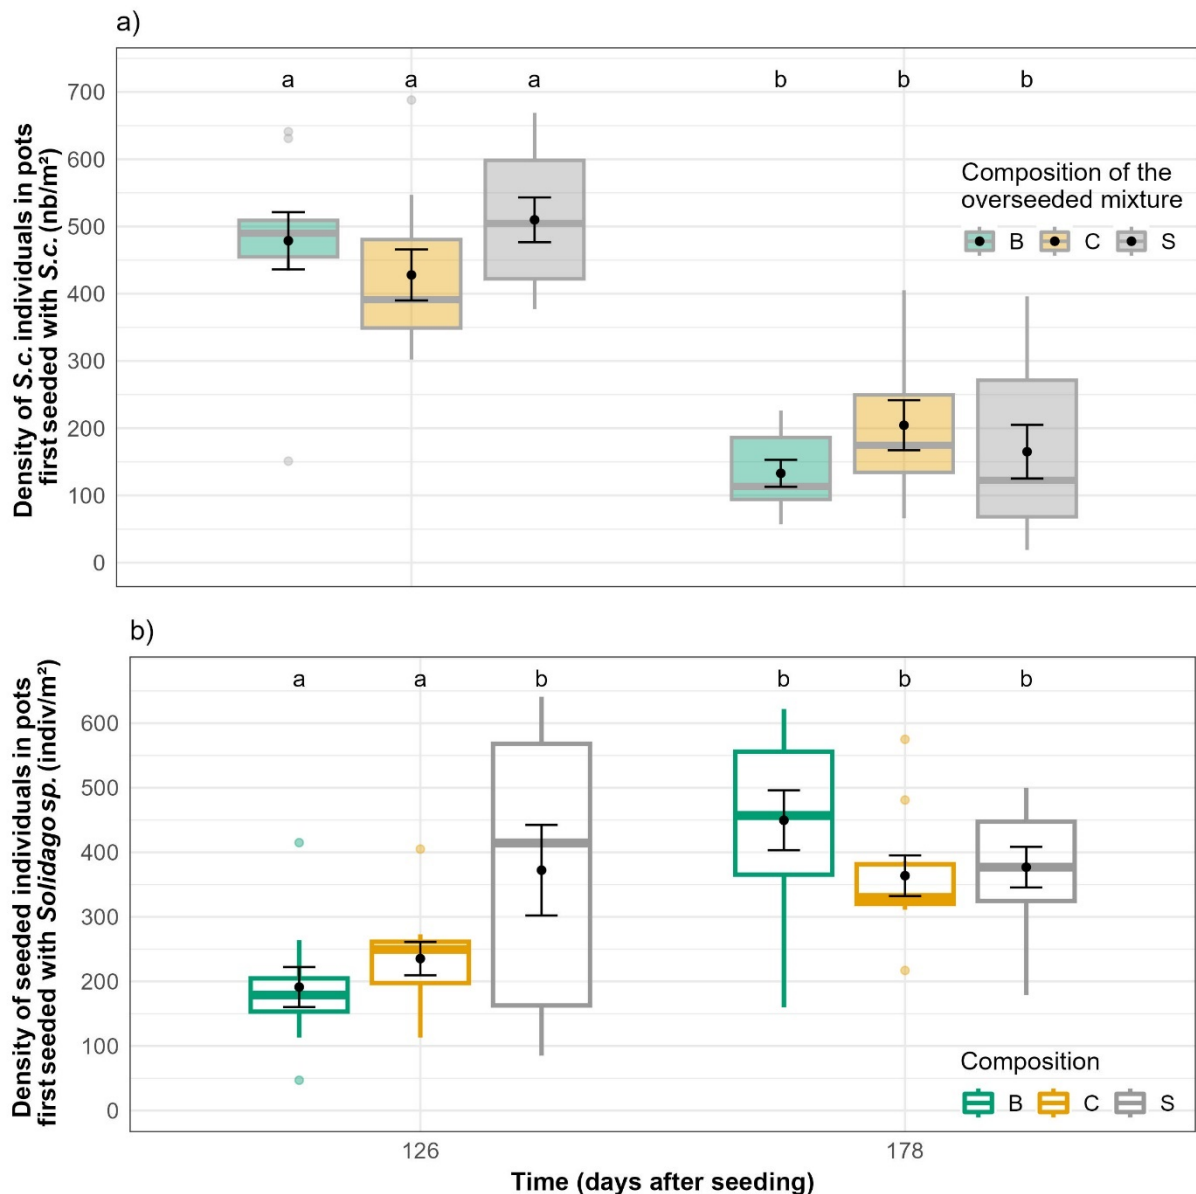 a)
Density of S.c. individuals in pots
first seeded with S.c. (nb/m²)
700
600
500
400
300
200
100
0
a a a b b b
Composition of the
overseeded mixture
B C S
b)
Density of seeded individuals in pots
first seeded with Solidago sp. (indiv/m²)
600
500
400
300
200
100
0
a a b b b b
Composition
B C S
126 178
Time (days after seeding)